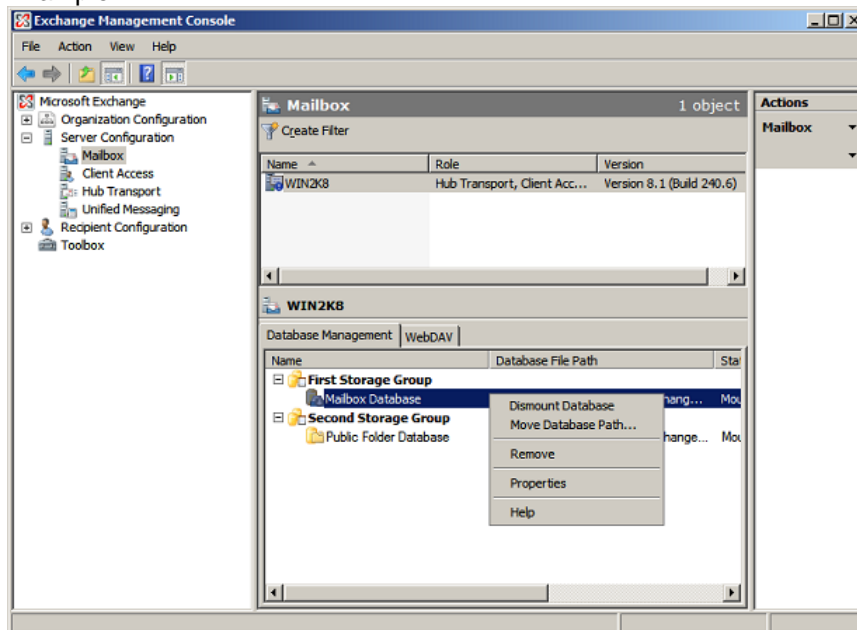 Exchange Management Console
File Action View Help
Microsoft Exchange
Organization Configuration
Server Configuration
Mailbox
Client Access
Hub Transport
Unified Messaging
Recipient Configuration
Toolbox
Mailbox 1 object
Create Filter
Name Role Version
WIN2K8 Hub Transport, Client Acc... Version 8.1 (Build 240.6)
WIN2K8
Database Management WebDAV
Name Database File Path
First Storage Group
Mailbox Database
Second Storage Group
Public Folder Database
Dismount Database
Move Database Path...
Remove
Properties
Help
Actions
Mailbox